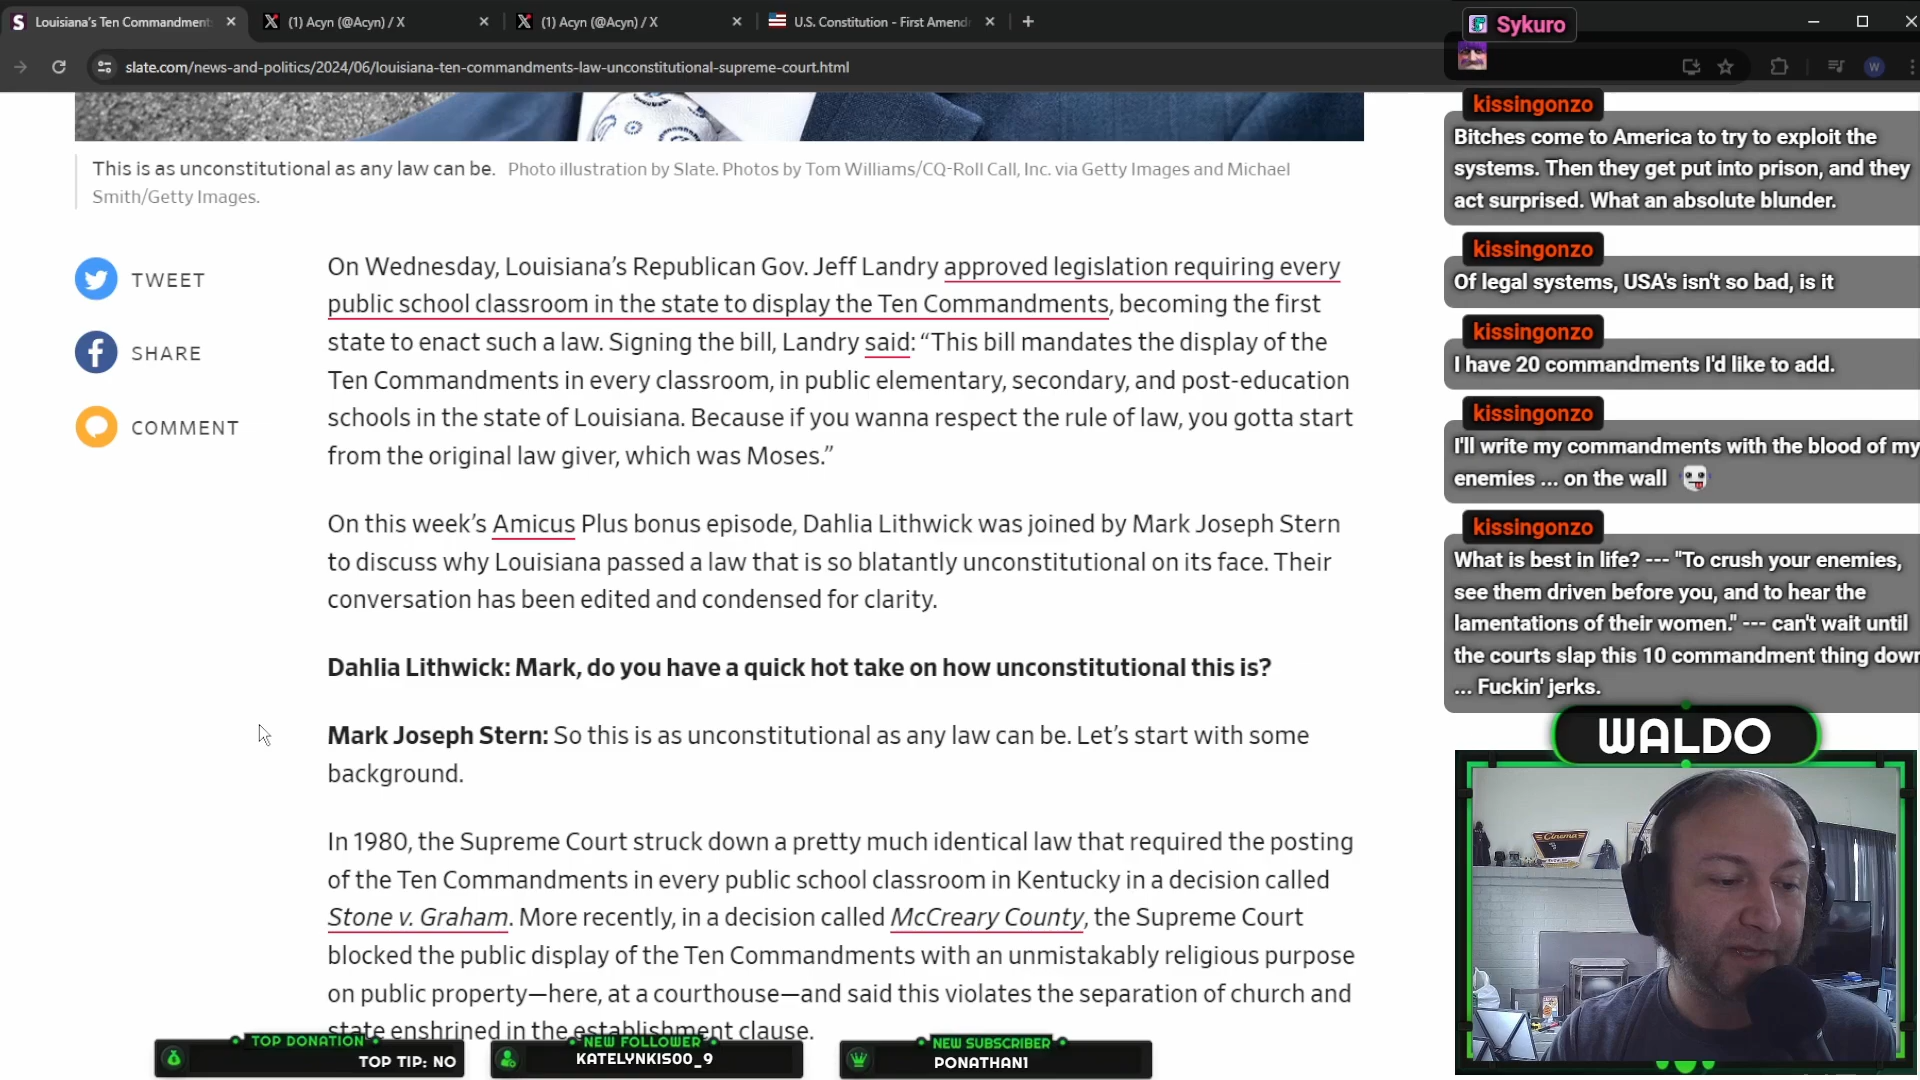 Louisiana's Ten Commandment
(1) Acyn (@Acyn) / X
(1) Acyn (@Acyn) / X
U.S. Constitution - First Amend
slate.com/news-and-politics/2024/06/louisiana-ten-commandments-law-unconstitutional-supreme-court.html
W
This is as unconstitutional as any law can be. Photo illustration by Slate. Photos by Tom Williams/CQ-Roll Call, Inc. via Getty Images and Michael
Smith/Getty Images.
TWEET
SHARE
COMMENT
On Wednesday, Louisiana's Republican Gov. Jeff Landry approved legislation requiring every
public school classroom in the state to display the Ten Commandments, becoming the first
state to enact such a law. Signing the bill, Landry said: “This bill mandates the display of the
Ten Commandments in every classroom, in public elementary, secondary, and post-education
schools in the state of Louisiana. Because if you wanna respect the rule of law, you gotta start
from the original law giver, which was Moses.”
On this week's Amicus Plus bonus episode, Dahlia Lithwick was joined by Mark Joseph Stern
to discuss why Louisiana passed a law that is so blatantly unconstitutional on its face. Their
conversation has been edited and condensed for clarity.
Dahlia Lithwick: Mark, do you have a quick hot take on how unconstitutional this is?
Mark Joseph Stern: So this is as unconstitutional as any law can be. Let's start with some
background.
In 1980, the Supreme Court struck down a pretty much identical law that required the posting
of the Ten Commandments in every public school classroom in Kentucky in a decision called
Stone v. Graham. More recently, in a decision called McCreary County, the Supreme Court
blocked the public display of the Ten Commandments with an unmistakably religious purpose
on public property—here, at a courthouse—and said this violates the separation of church and
state enshrined in the establishment clause.
Sykuro
kissingonzo
Bitches come to America to try to exploit the
systems. Then they get put into prison, and they
act surprised. What an absolute blunder.
kissingonzo
Of legal systems, USA's isn't so bad, is it
kissingonzo
I have 20 commandments I'd like to add.
kissingonzo
I'll write my commandments with the blood of my
enemies ... on the wall
kissingonzo
What is best in life? --- "To crush your enemies,
see them driven before you, and to hear the
lamentations of their women." --- can't wait until
the courts slap this 10 commandment thing down
... Fuckin' jerks.
WALDO
Cinema
TOP DONATION
TOP TIP: NO
NEW FOLLOWER
KATELYNKIS00_9
NEW SUBSCRIBER
PONATHAN1